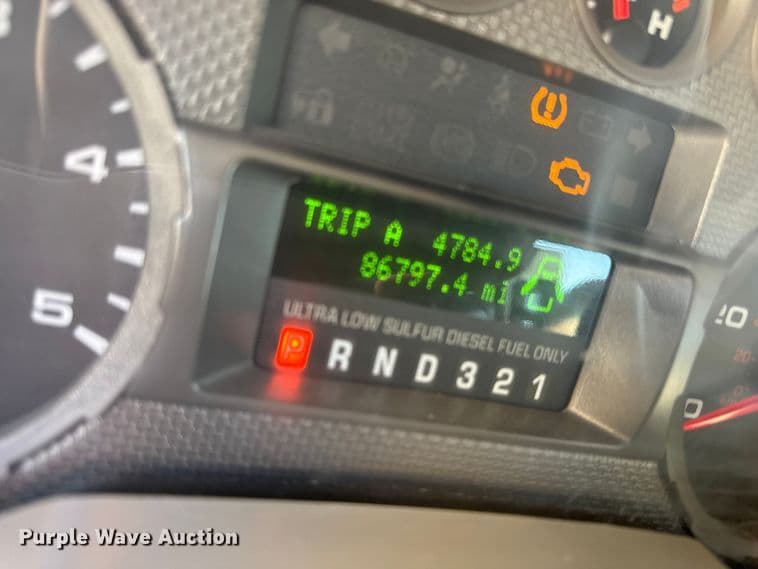 H
4
5
TRIP A 4784.9
86797.4 mi
ULTRA LOW SULFUR DIESEL FUEL ONLY
P R N D 3 2 1
Purple Wave Auction